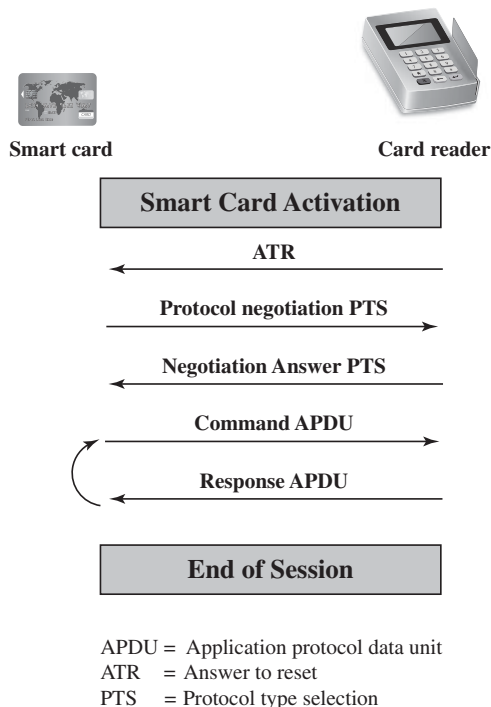 Smart card
Card reader
Smart Card Activation
ATR
Protocol negotiation PTS
Negotiation Answer PTS
Command APDU
Response APDU
End of Session
APDU = Application protocol data unit
ATR = Answer to reset
PTS = Protocol type selection